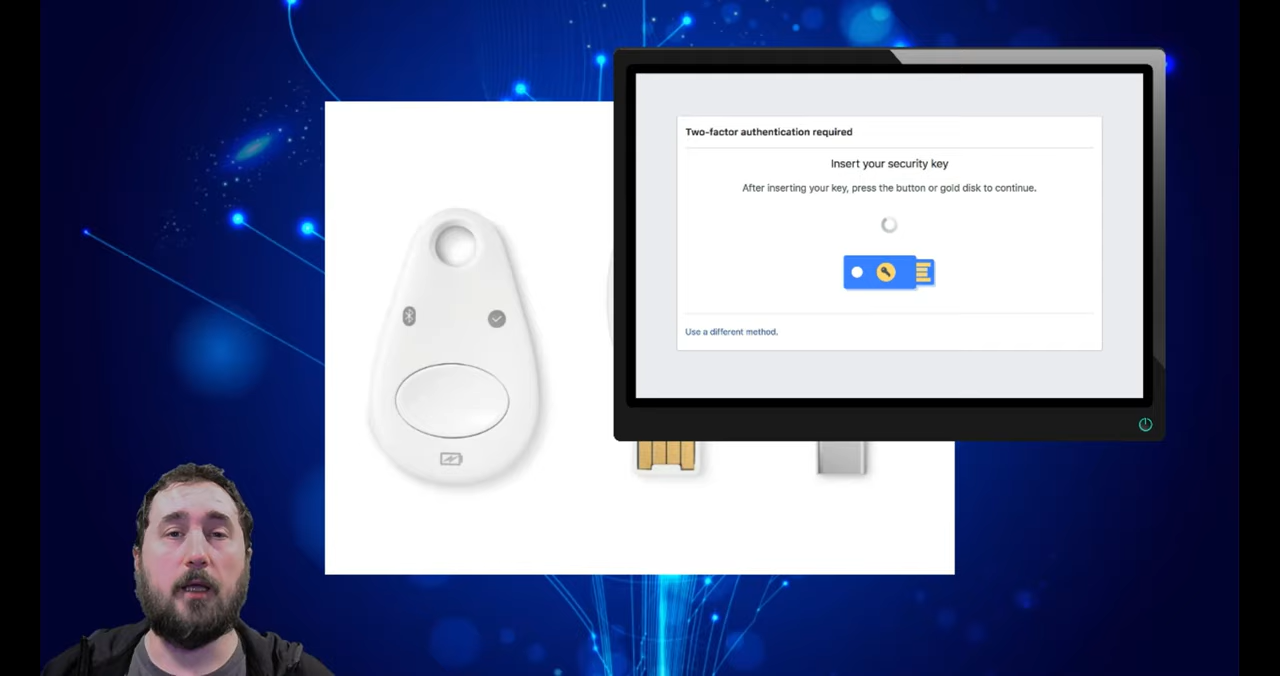 Two-factor authentication required
Insert your security key
After inserting your key, press the button or gold disk to continue.
Use a different method.